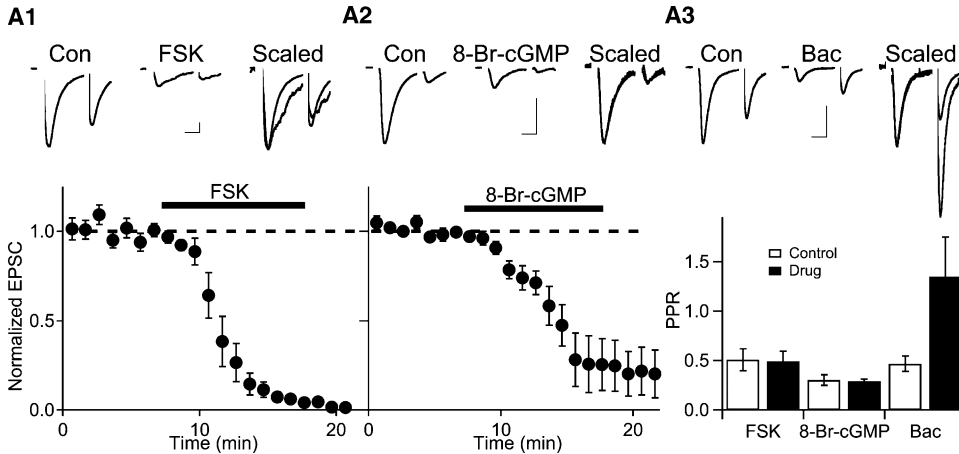 A1
A2
A3
Con FSK Scaled
Con 8-Br-cGMP Scaled
Con Bac Scaled
FSK
Normalized EPSC
1.0
0.5
0.0
0 10 20
Time (min)
8-Br-cGMP
0 10 20
Time (min)
Control
Drug
PPR
1.5
1.0
0.5
0.0
FSK 8-Br-cGMP Bac